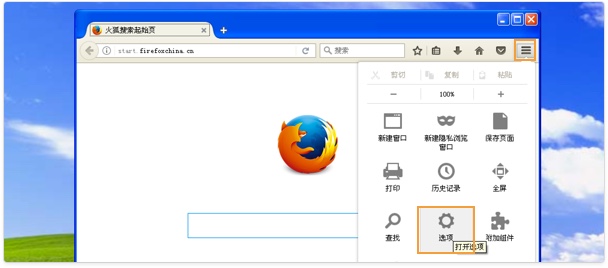 火狐搜索起始页
start.firefoxchina.cn
搜索
剪切 复制 粘贴
100%
新建窗口 新建隐私浏览窗口 保存页面
打印 历史记录 全屏
查找 选项 附加组件
打开选项